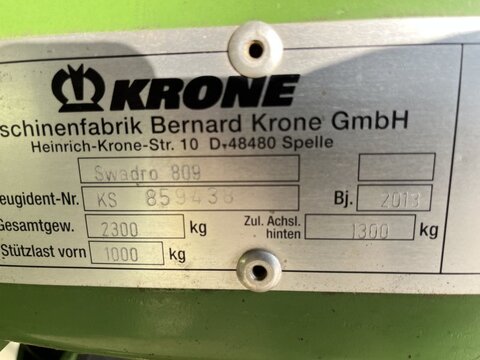 KRONE
schinenfabrik Bernard Krone GmbH
Heinrich-Krone-Str. 10 D-48480 Spelle
Swadro 809
eugident-Nr. KS 859438 Bj. 2013
Gesamtgew. 2300 kg Zul. Achsl. hinten 1300 kg
Stützlast vorn 1000 kg